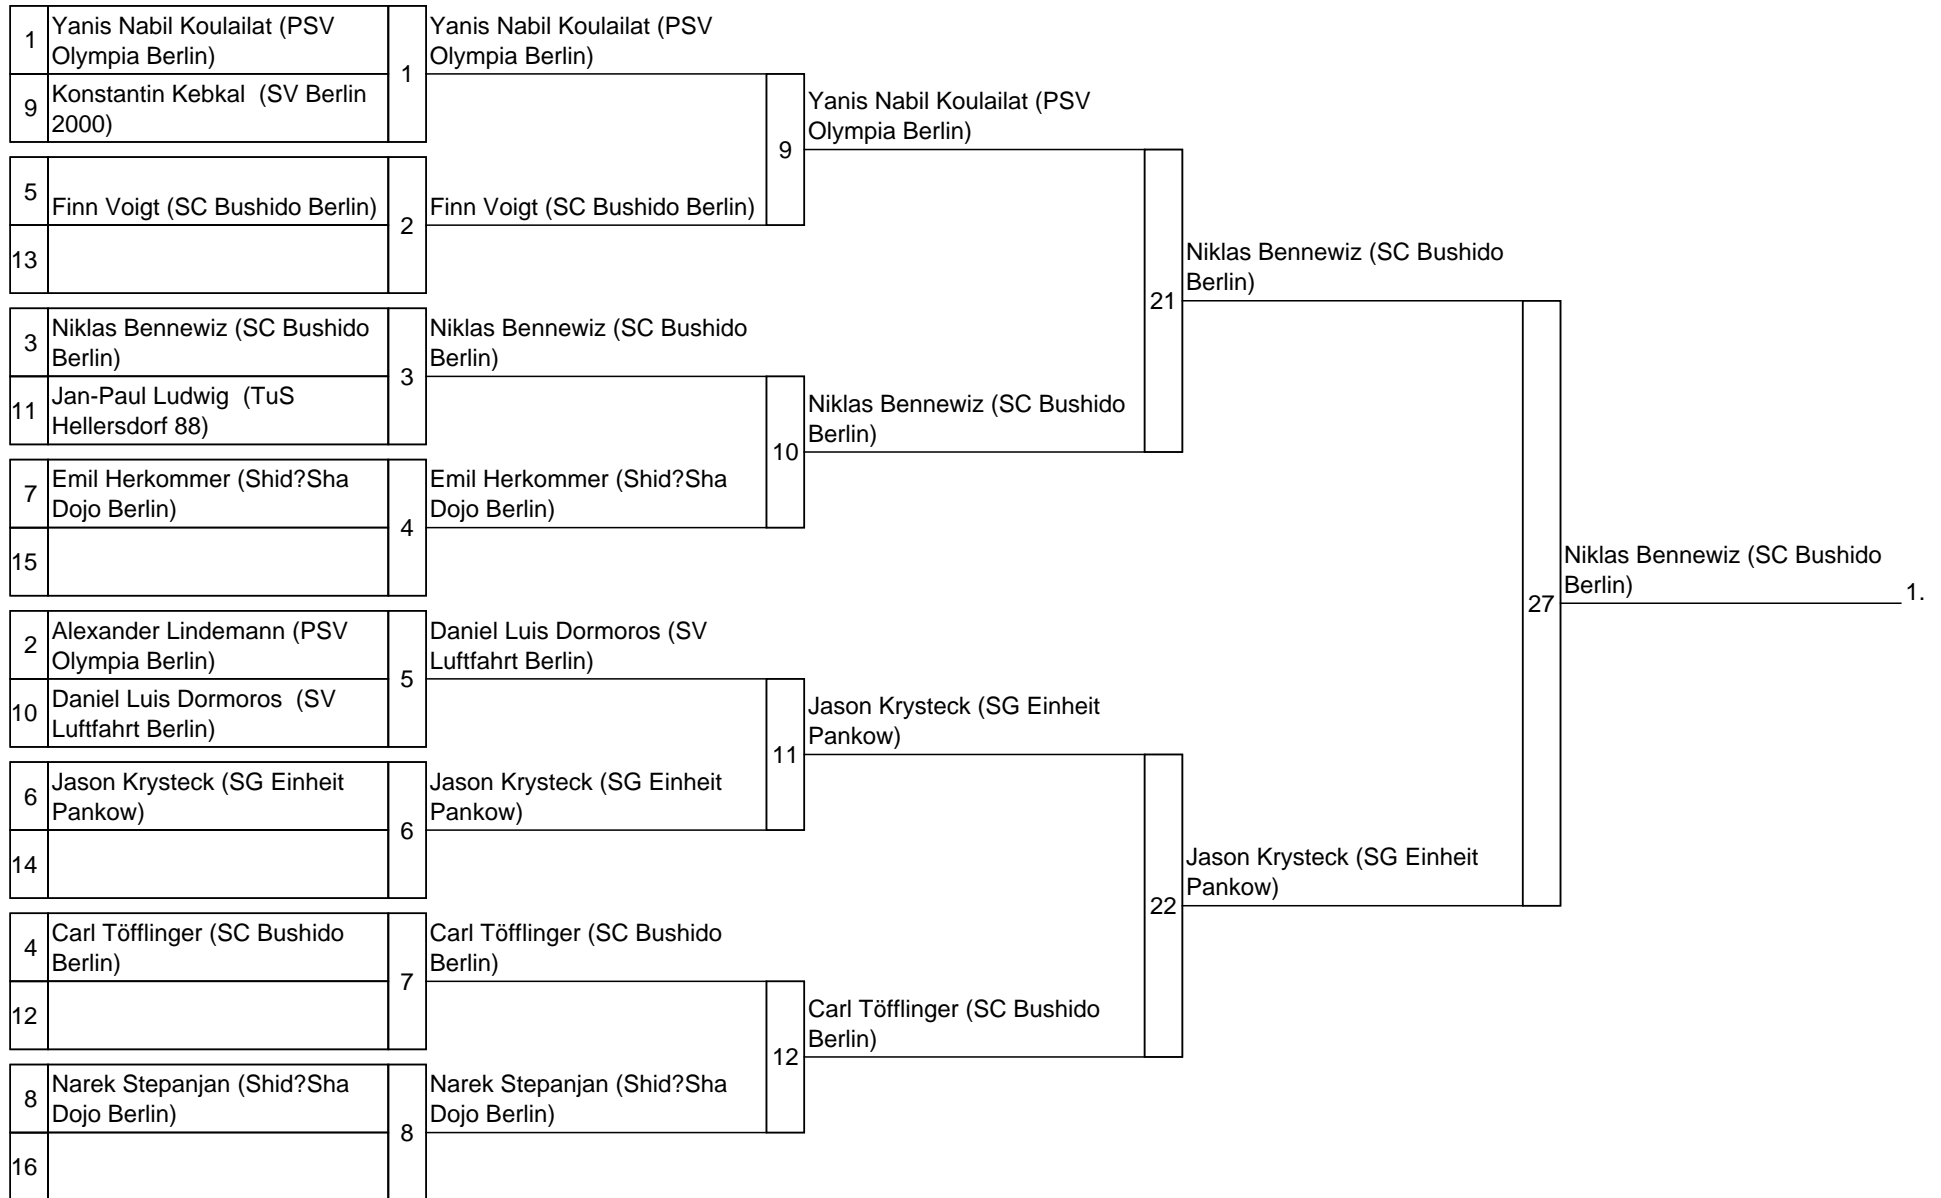 1
Yanis Nabil Koulailat (PSV
Olympia Berlin)
9
Konstantin Kebkal  (SV Berlin
2000)
1
Yanis Nabil Koulailat (PSV
Olympia Berlin)
5
Finn Voigt (SC Bushido Berlin)
13
2
Finn Voigt (SC Bushido Berlin)
9
Yanis Nabil Koulailat (PSV
Olympia Berlin)
3
Niklas Bennewiz (SC Bushido
Berlin)
11
Jan-Paul Ludwig  (TuS
Hellersdorf 88)
3
Niklas Bennewiz (SC Bushido
Berlin)
7
Emil Herkommer (Shid?Sha
Dojo Berlin)
15
4
Emil Herkommer (Shid?Sha
Dojo Berlin)
10
Niklas Bennewiz (SC Bushido
Berlin)
21
Niklas Bennewiz (SC Bushido
Berlin)
2
Alexander Lindemann (PSV
Olympia Berlin)
10
Daniel Luis Dormoros  (SV
Luftfahrt Berlin)
5
Daniel Luis Dormoros (SV
Luftfahrt Berlin)
6
Jason Krysteck (SG Einheit
Pankow)
14
6
Jason Krysteck (SG Einheit
Pankow)
11
Jason Krysteck (SG Einheit
Pankow)
4
Carl Töfflinger (SC Bushido
Berlin)
12
7
Carl Töfflinger (SC Bushido
Berlin)
8
Narek Stepanjan (Shid?Sha
Dojo Berlin)
16
8
Narek Stepanjan (Shid?Sha
Dojo Berlin)
12
Carl Töfflinger (SC Bushido
Berlin)
22
Jason Krysteck (SG Einheit
Pankow)
27
Niklas Bennewiz (SC Bushido
Berlin)
1.